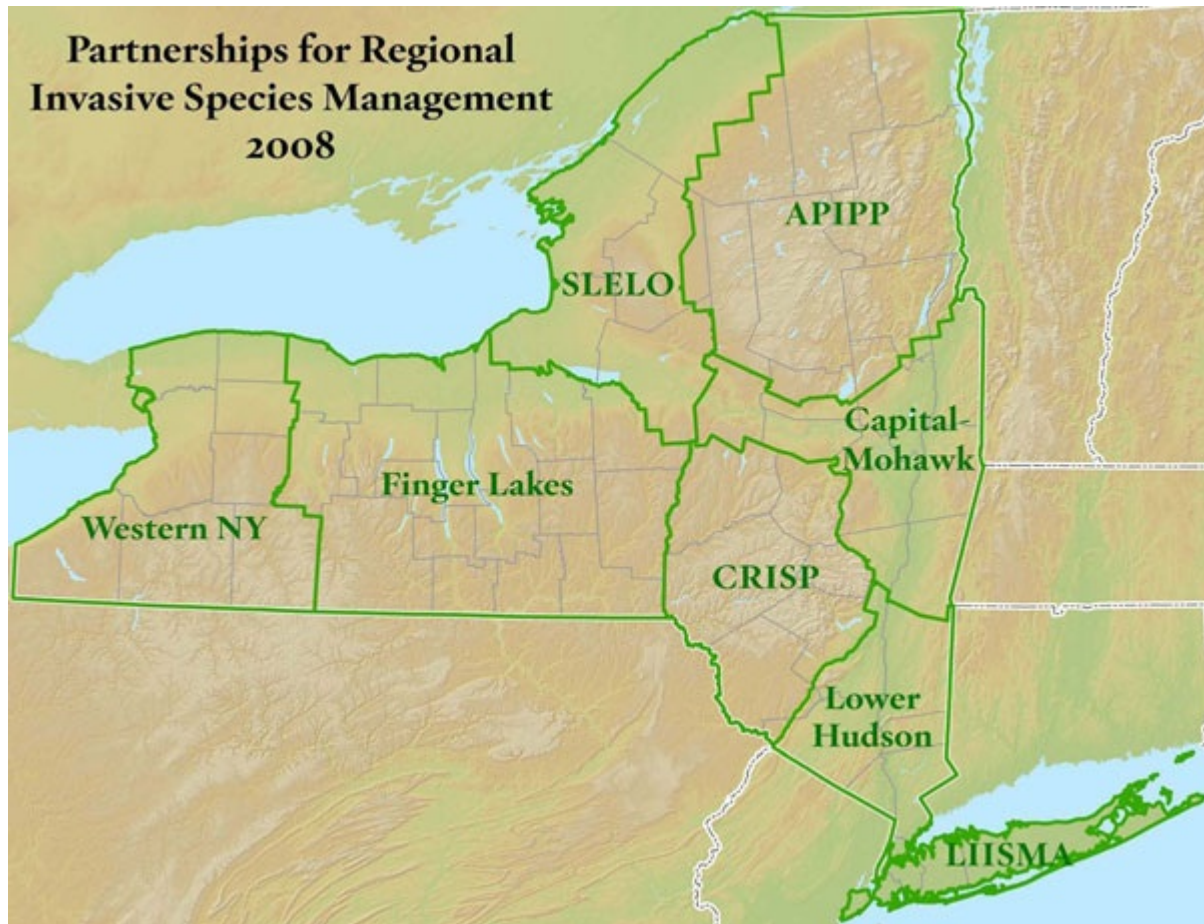 Partnerships for Regional
Invasive Species Management
2008
APIPP
SLELO
Capital-
Mohawk
Finger Lakes
Western NY
CRISP
Lower
Hudson
LIISMA